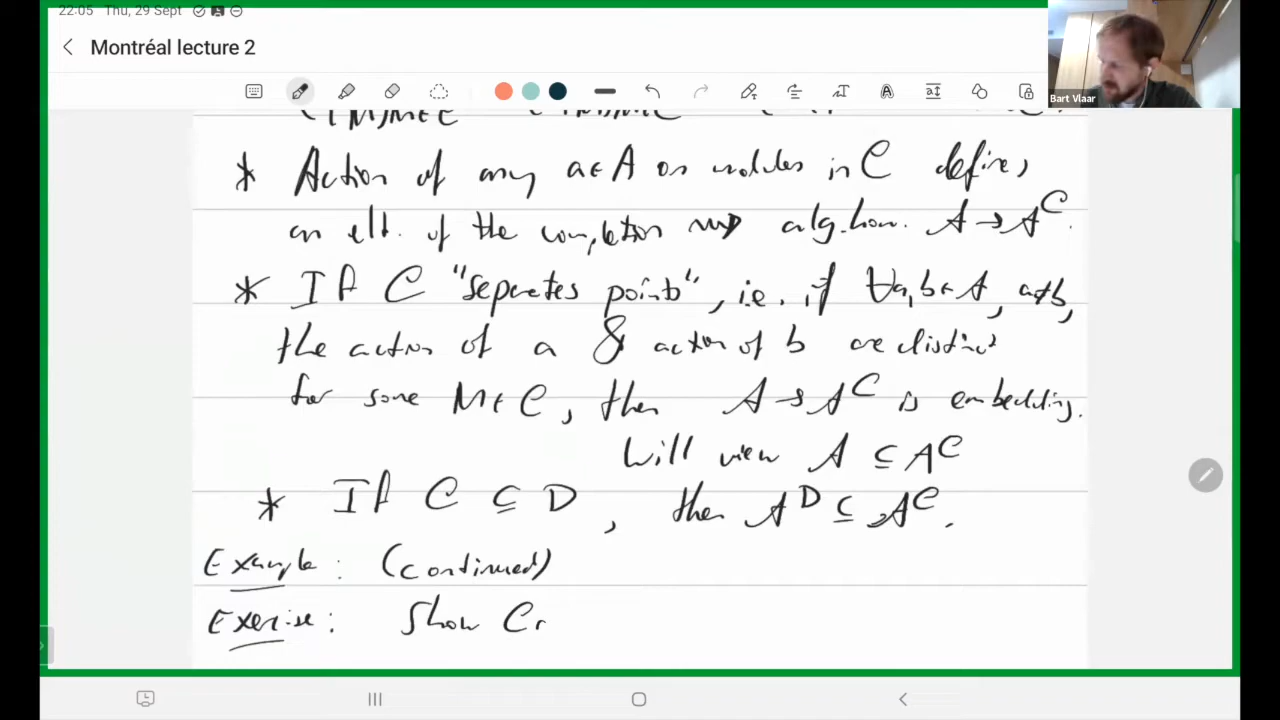 22:05 Thu, 29 Sept
Montréal lecture 2
Bart Vlaar
* Action of any a∈A on modules in C defines
an elt. of the completion ⇝ alg. hom. A → A^C.
* If C "separates points", i.e. if ∀a,b∈A, a≠b,
the action of a & action of b are distinct
for some M∈C, then A → A^C is embedding.
Will view A ⊆ A^C
* If C ⊆ D, then A^D ⊆ A^C.
Example: (continued)
Exercise: Show C